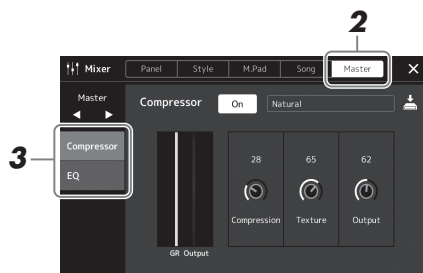 2
Mixer
Panel Style M.Pad Song Master
Master
Compressor On Natural
3
Compressor
EQ
28 65 62
Compression Texture Output
GR Output